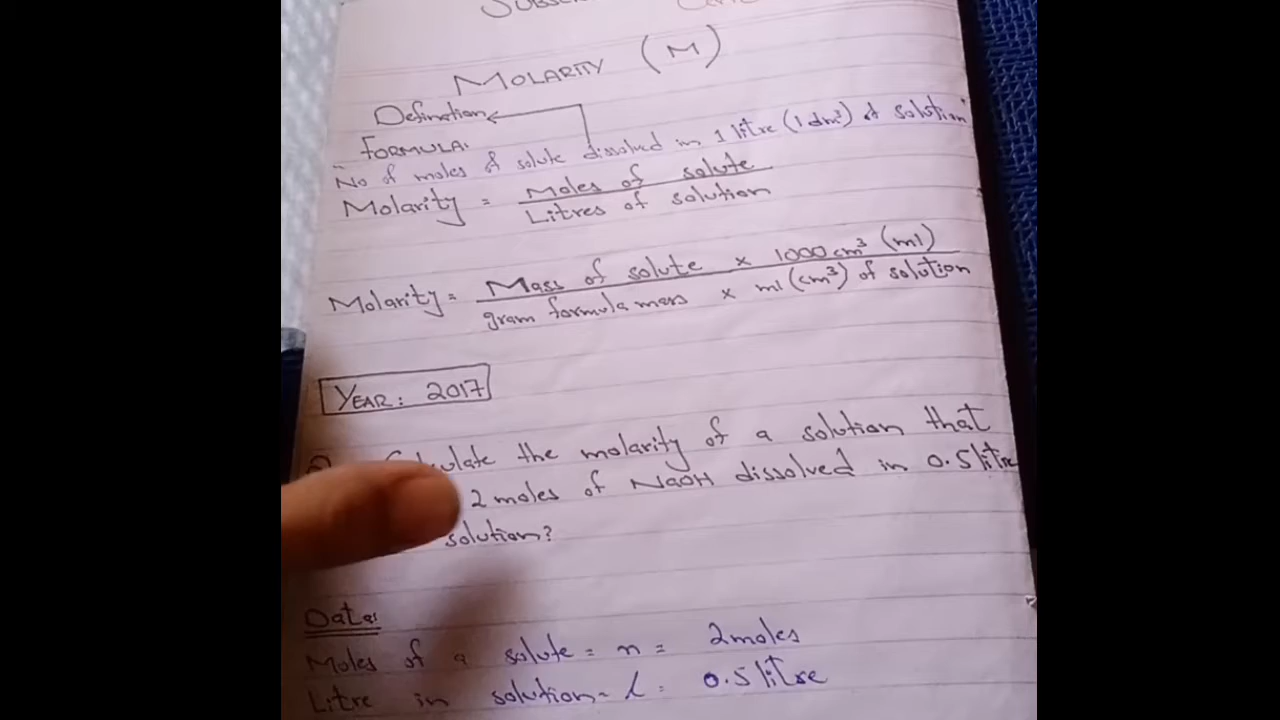 MOLARITY (M)
Definition
FORMULA:
"No of moles of solute dissolved in 1 litre (1 dm³) of solution"
Molarity = Moles of solute
Litres of solution
Molarity = Mass of solute x 1000 cm³ (ml)
gram formula mass x ml (cm³) of solution
YEAR: 2017
the molarity of a solution that
2 moles of NaOH dissolved in 0.5 litre
solution?
Data:
Moles of a solute = n = 2 moles
Litre in solution = l = 0.5 litre